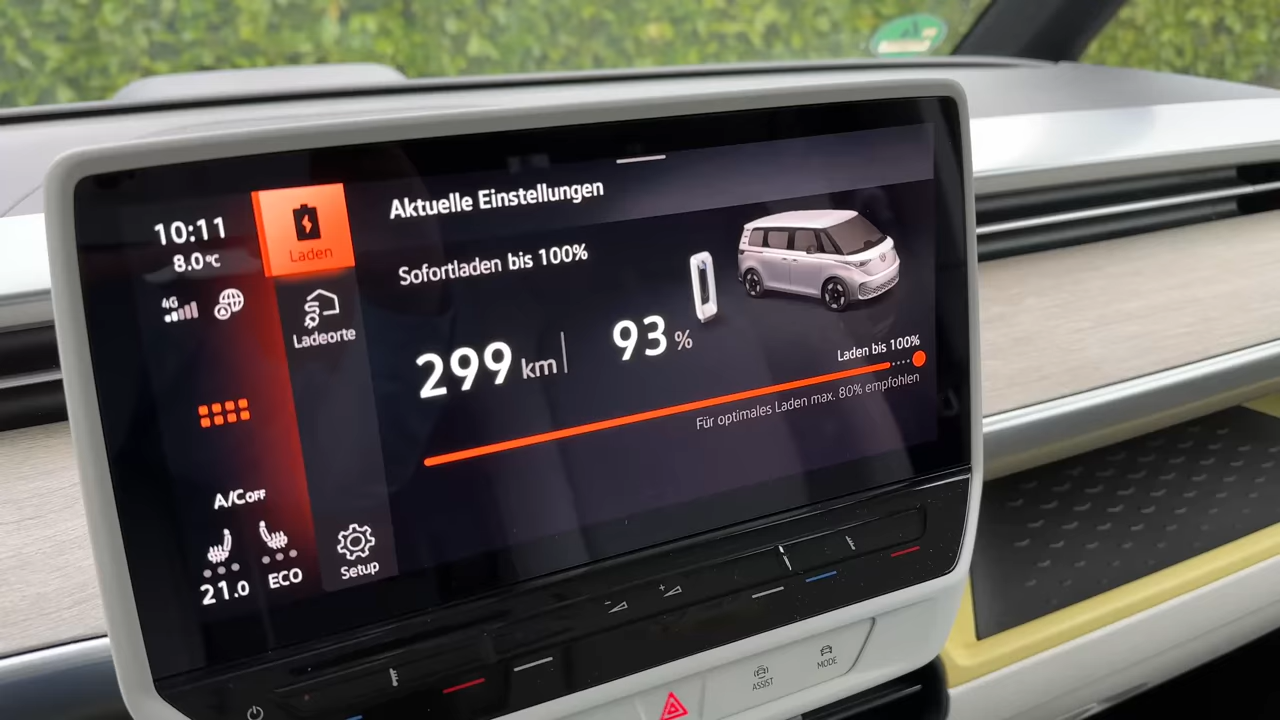 10:11
8.0°C
4G
A/C OFF
21.0
ECO
Laden
Ladeorte
Setup
Aktuelle Einstellungen
Sofortladen bis 100%
299 km
93 %
Laden bis 100%
Für optimales Laden max. 80% empfohlen
ASSIST
MODE